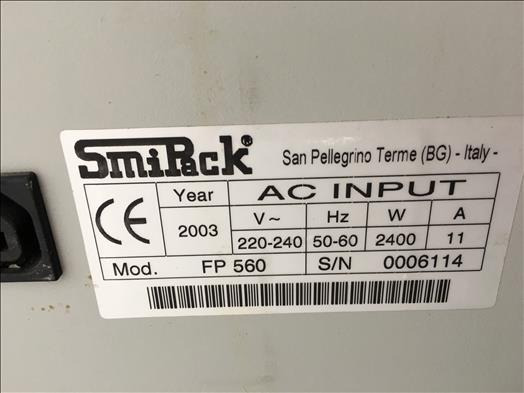 SmiPack® San Pellegrino Terme (BG) - Italy -
CE Year AC INPUT
2003 V~ Hz W A
220-240 50-60 2400 11
Mod. FP 560 S/N 0006114